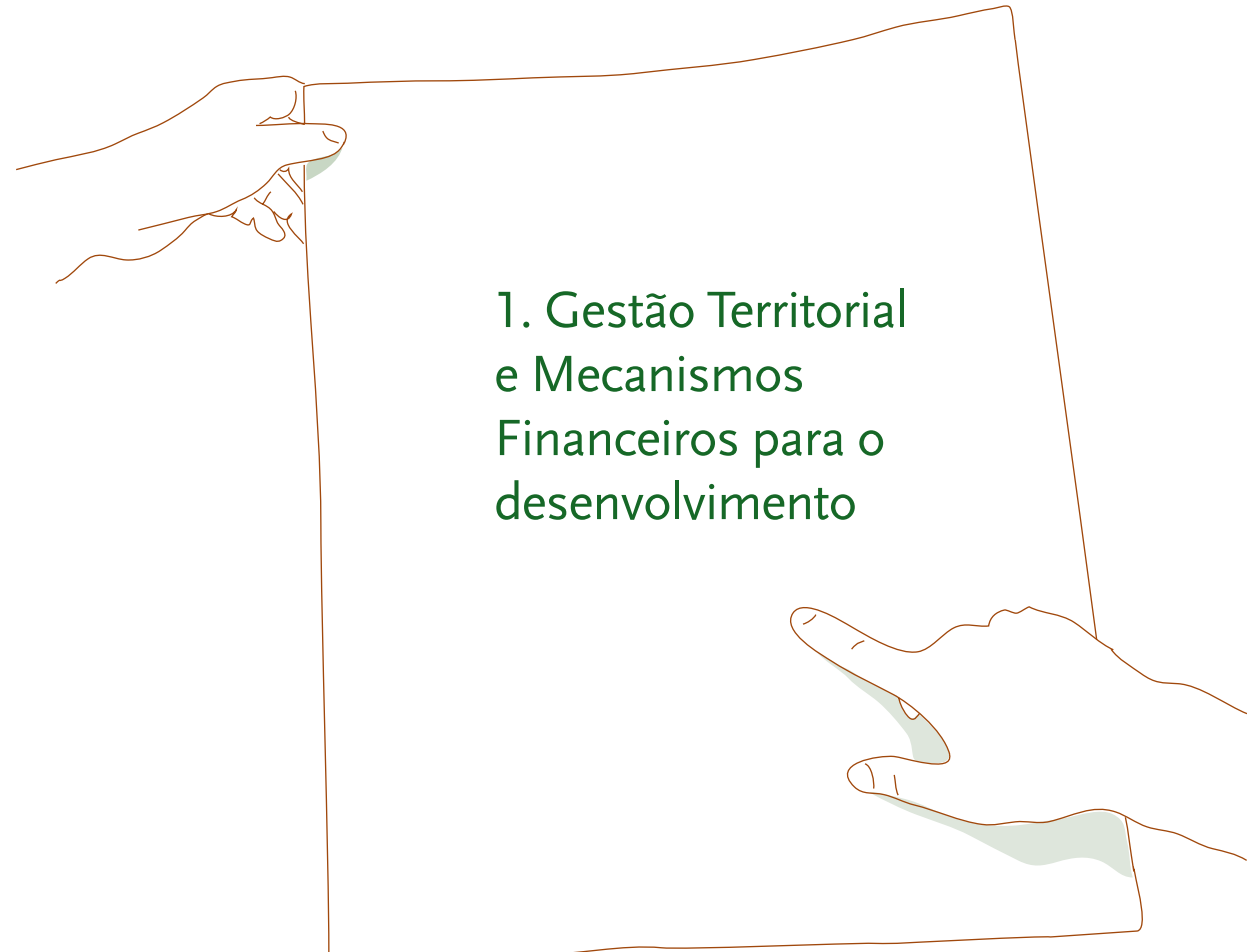 1. Gestão Territorial
e Mecanismos
Financeiros para o
desenvolvimento